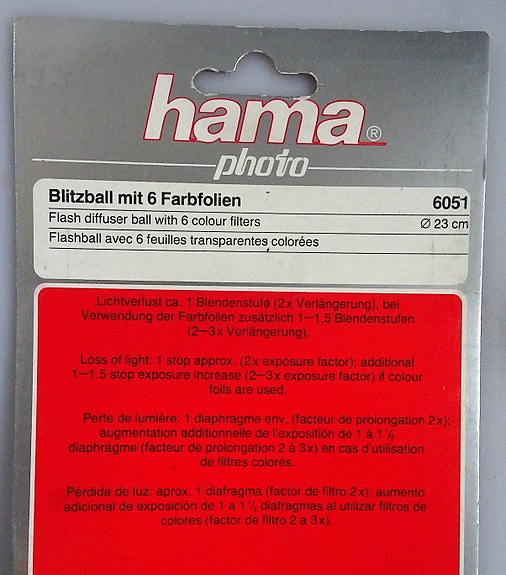 hama®
photo
Blitzball mit 6 Farbfolien 6051
Flash diffuser ball with 6 colour filters ∅ 23 cm
Flashball avec 6 feuilles transparentes colorées
Lichtverlust ca. 1 Blendenstufe (2x Verlängerung), bei
Verwendung der Farbfolien zusätzlich 1—1,5 Blendenstufen
(2—3x Verlängerung).
Loss of light: 1 stop approx. (2x exposure factor); additional
1—1.5 stop exposure increase (2—3x exposure factor) if colour
foils are used.
Perte de lumière: 1 diaphragme env. (facteur de prolongation 2x);
augmentation additionnelle de l'exposition de 1 à 1 ½
diaphragme (facteur de prolongation 2 à 3x) en cas d'utilisation
de filtres colorés.
Pérdida de luz: aprox. 1 diafragma (factor de filtro 2x); aumento
adicional de exposición de 1 a 1 ½ diafragmas al utilizar filtros de
colores (factor de filtro 2 a 3x).